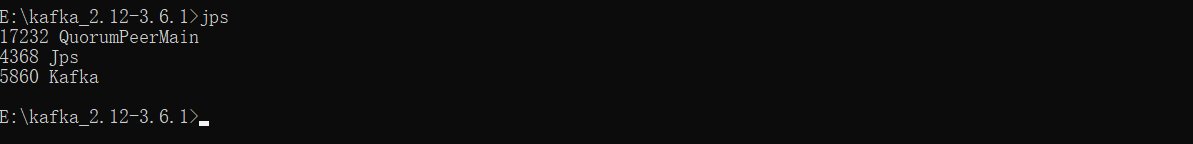 E:\kafka_2.12-3.6.1>jps
17232 QuorumPeerMain
4368 Jps
5860 Kafka
E:\kafka_2.12-3.6.1>